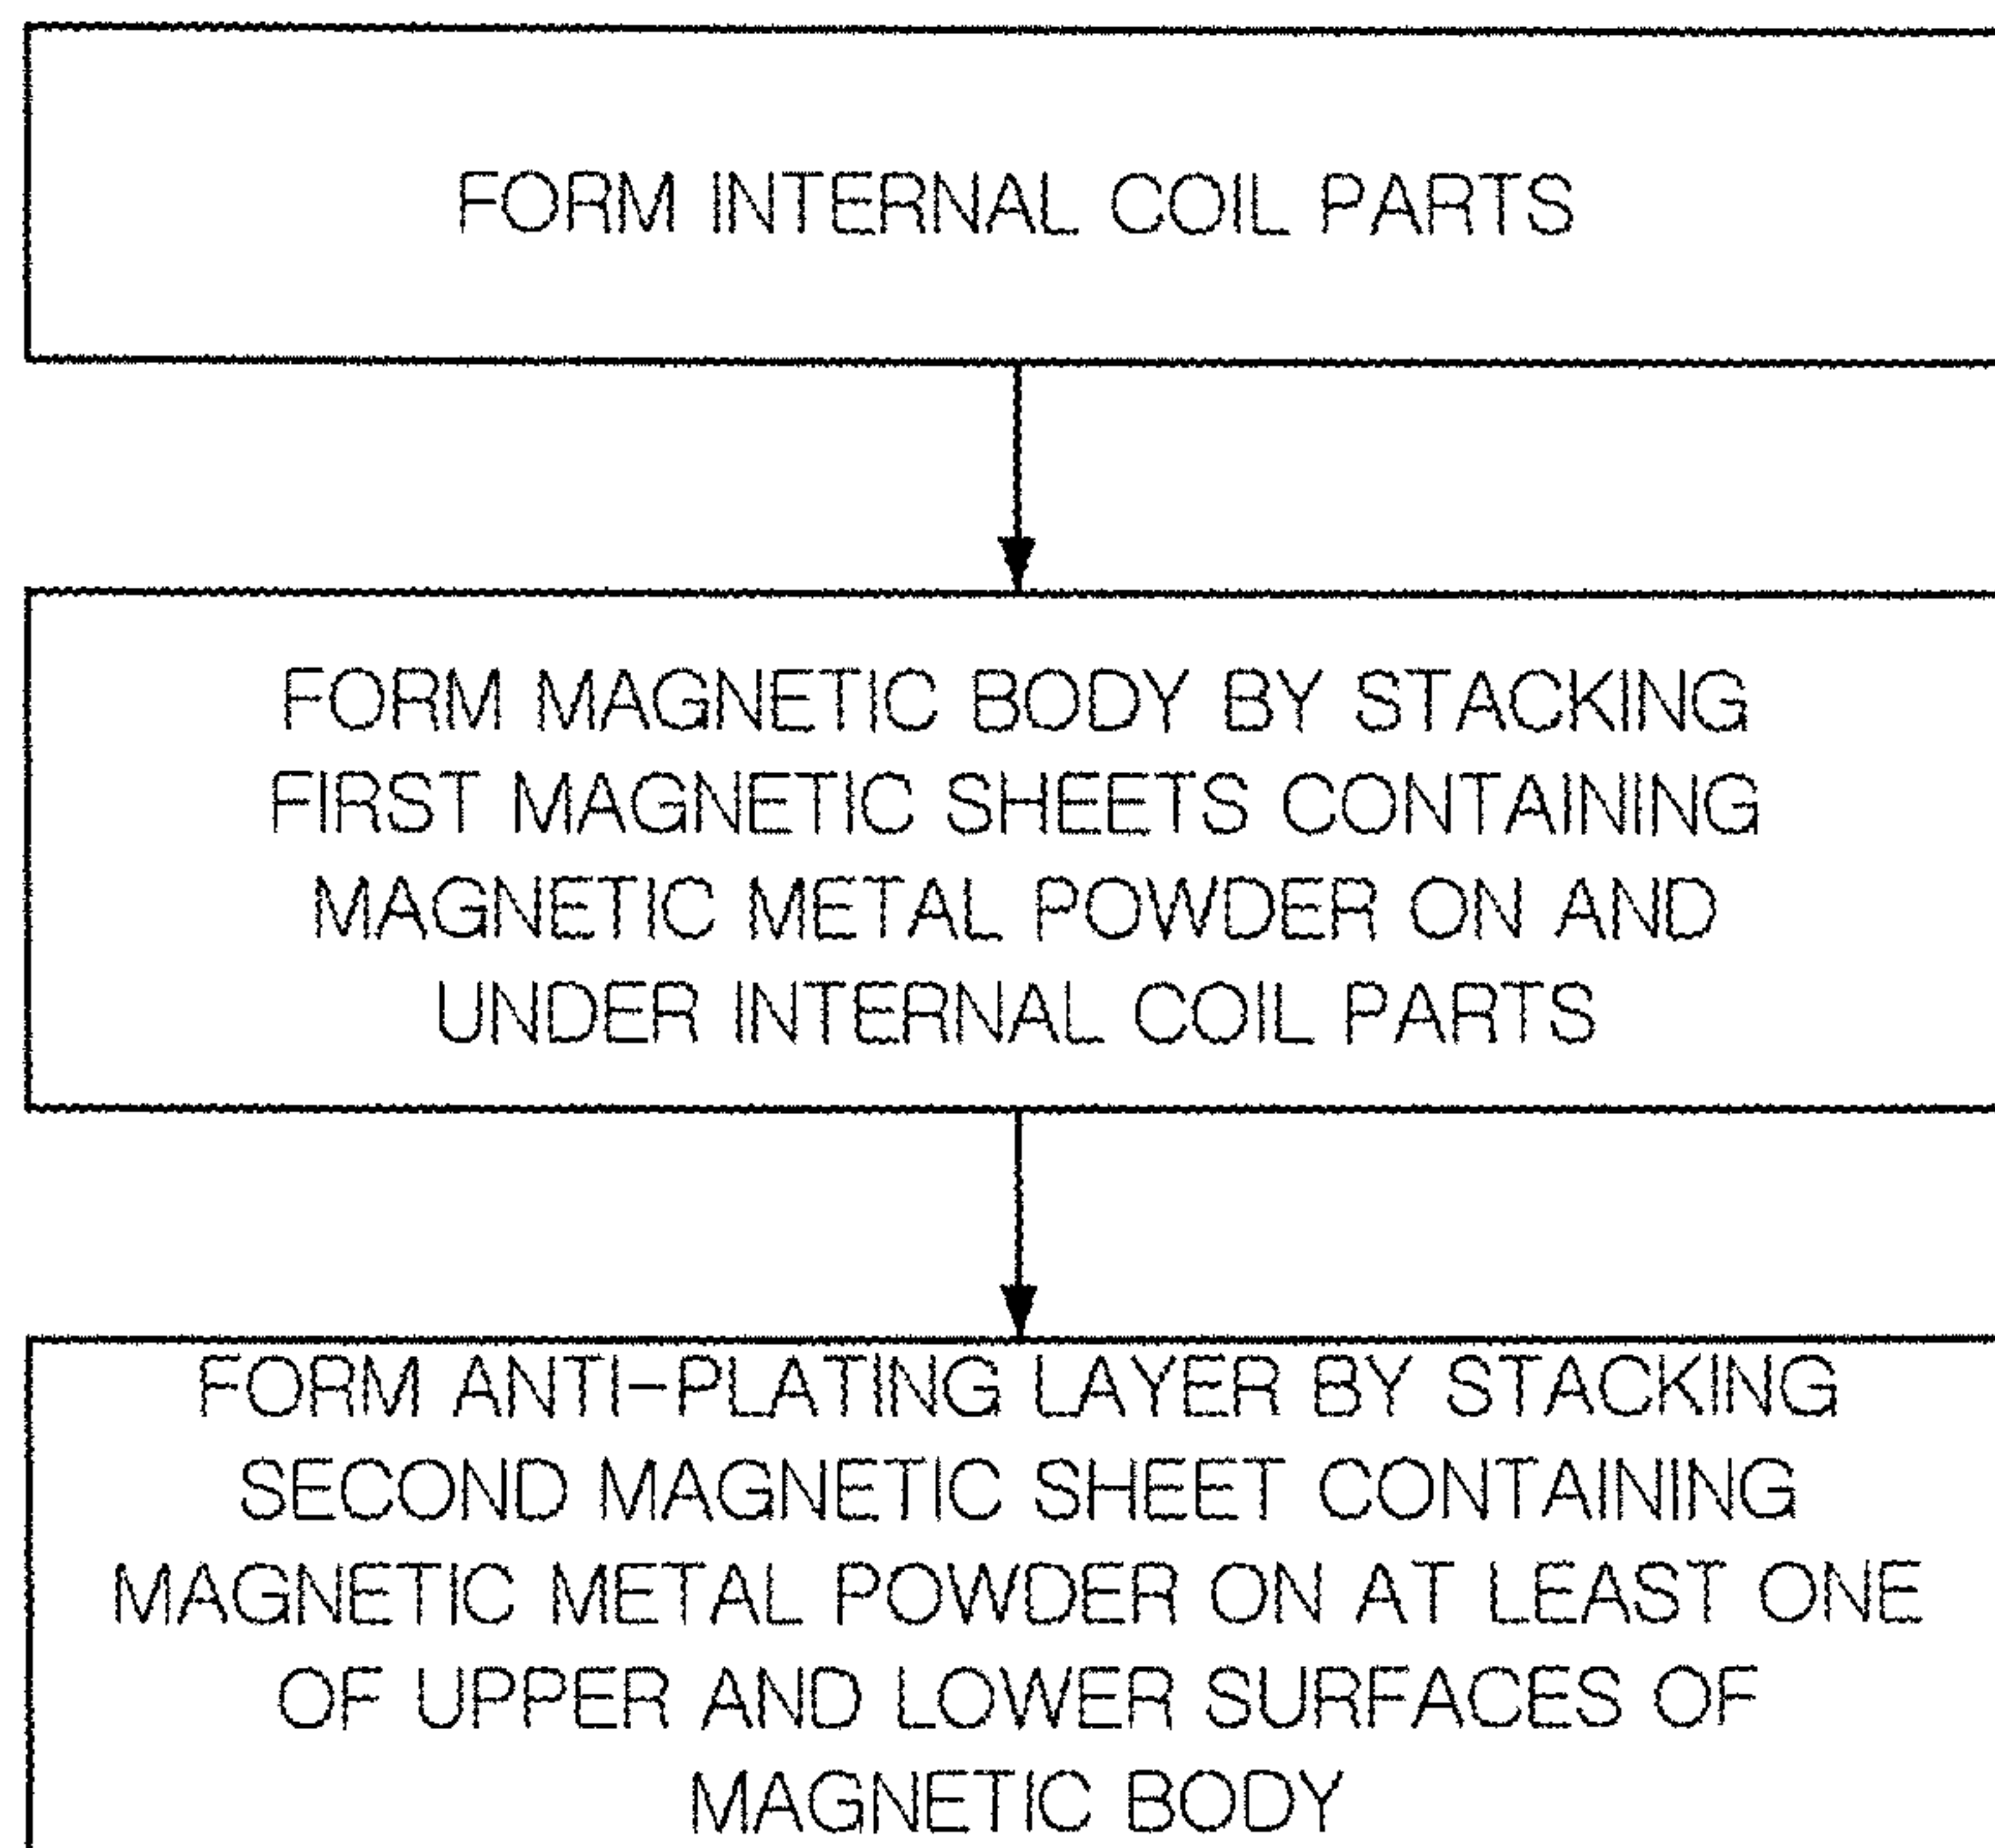 FORM INTERNAL COIL PARTS
FORM MAGNETIC BODY BY STACKING
FIRST MAGNETIC SHEETS CONTAINING
MAGNETIC METAL POWDER ON AND
UNDER INTERNAL COIL PARTS
FORM ANTI-PLATING LAYER BY STACKING
SECOND MAGNETIC SHEET CONTAINING
MAGNETIC METAL POWDER ON AT LEAST ONE
OF UPPER AND LOWER SURFACES OF
MAGNETIC BODY